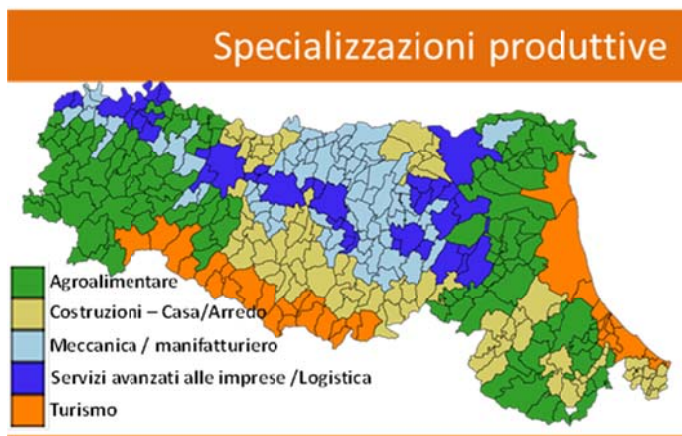 Specializzazioni produttive
Agroalimentare
Costruzioni – Casa/Arredo
Meccanica / manifatturiero
Servizi avanzati alle imprese /Logistica
Turismo